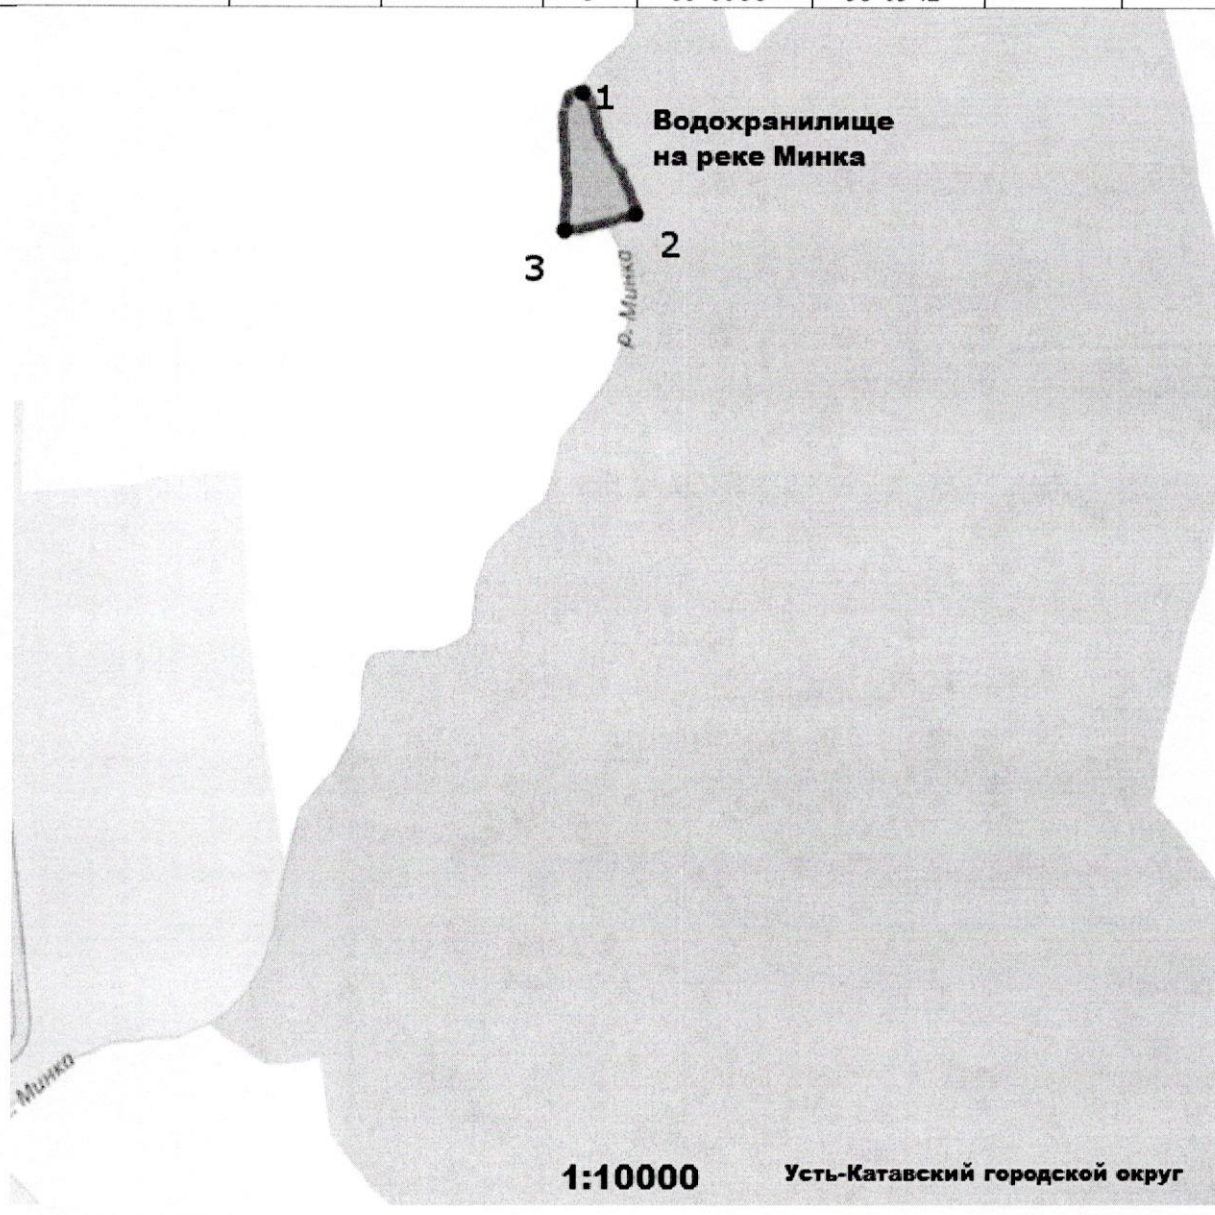 1
Водохранилище
на реке Минка
2
3
р. Минка
. Минка
1:10000
Усть-Катавский городской округ